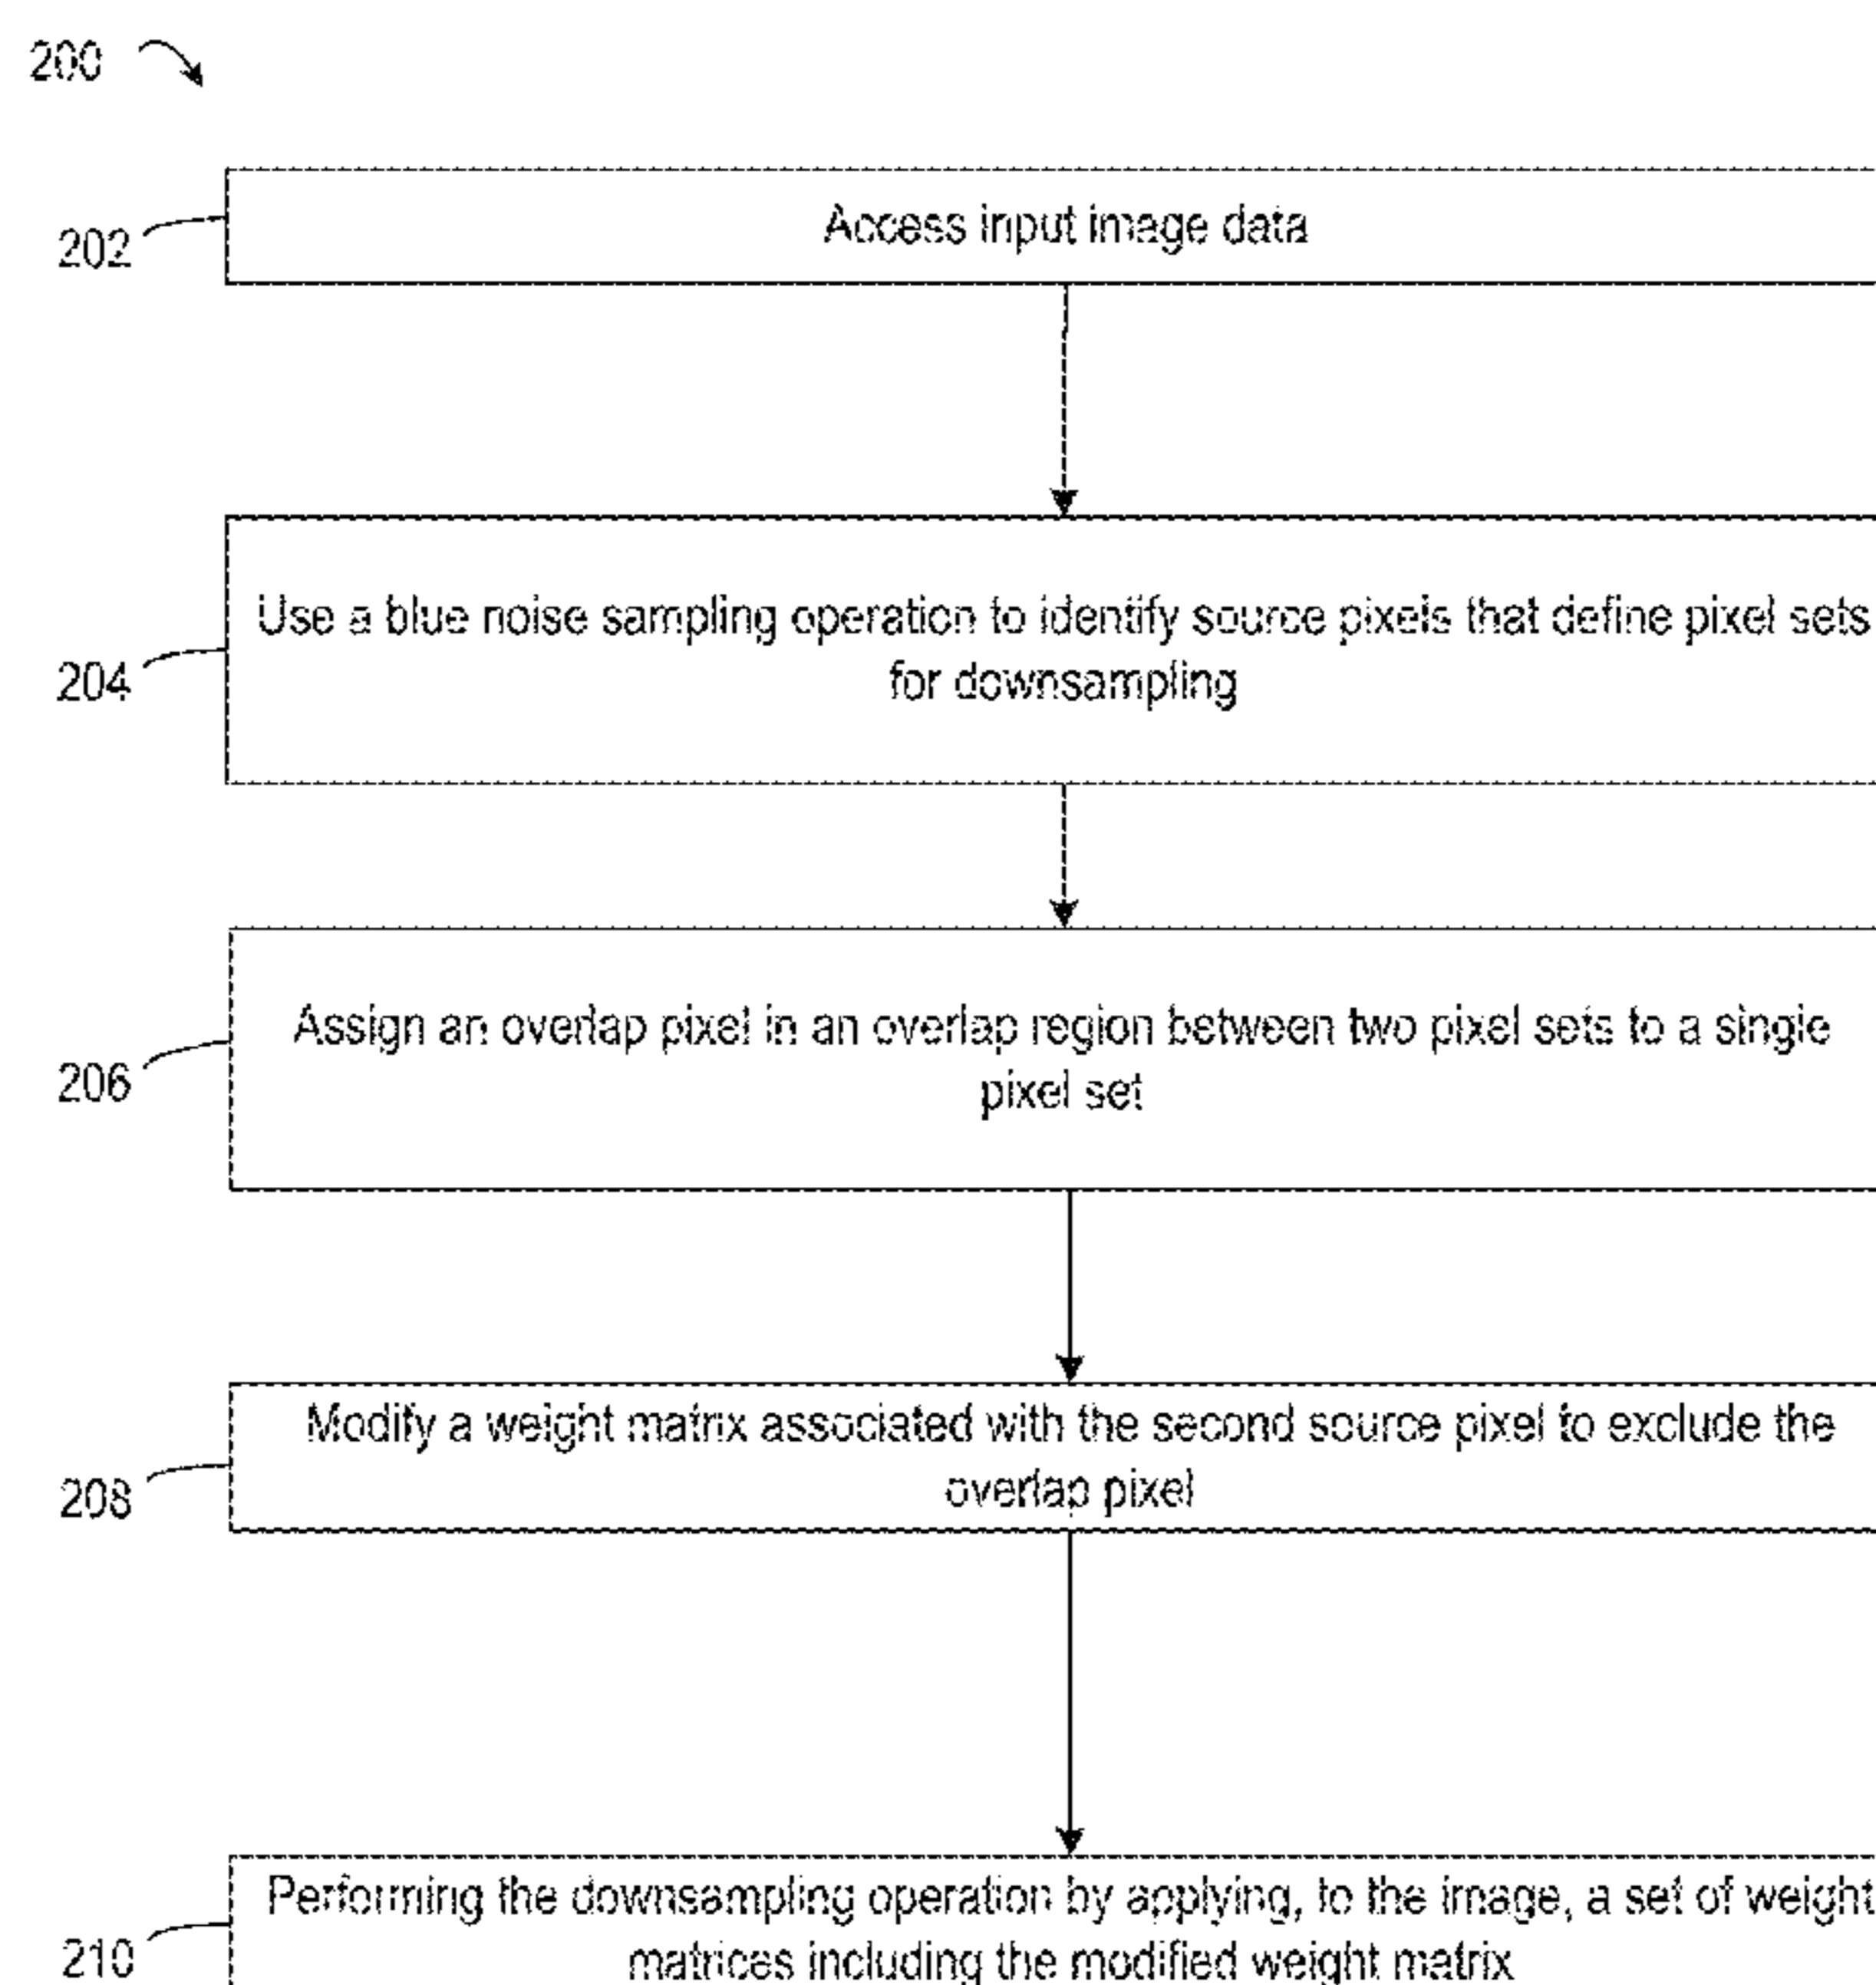 200
Access input image data
202
Use a blue noise sampling operation to identify source pixels that define pixel sets
for downsampling
204
Assign an overlap pixel in an overlap region between two pixel sets to a single
pixel set
206
Modify a weight matrix associated with the second source pixel to exclude the
overlap pixel
208
Performing the downsampling operation by applying, to the image, a set of weight
matrices including the modified weight matrix
210